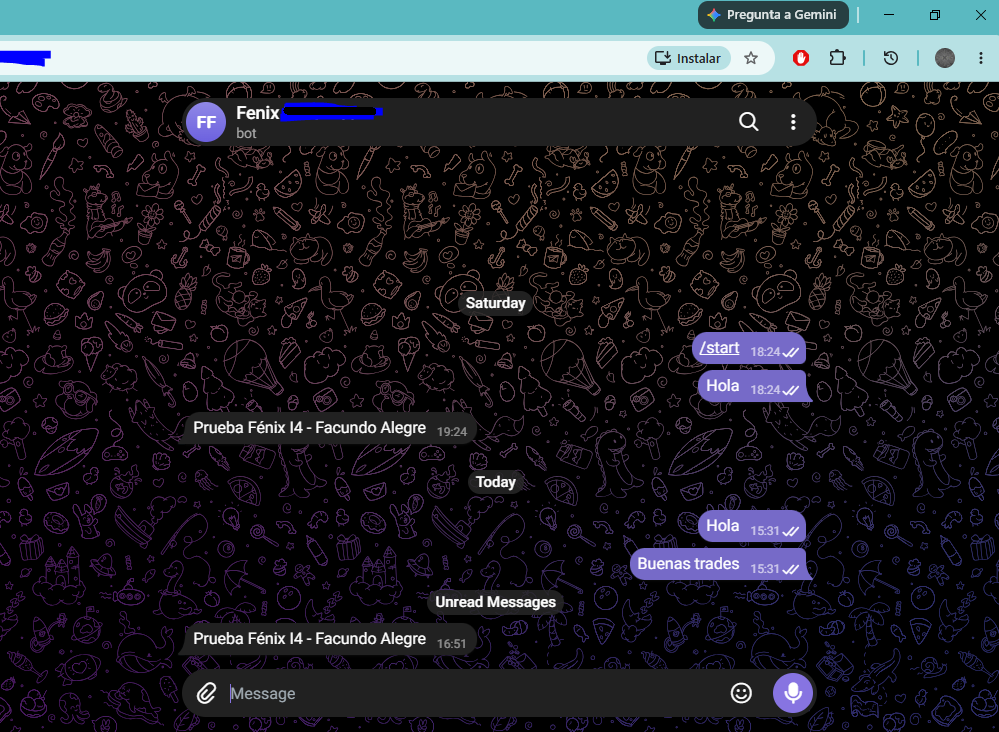 Pregunta a Gemini
Instalar
FF
Fenix
bot
Saturday
/start 18:24
Hola 18:24
Prueba Fénix I4 - Facundo Alegre 19:24
Today
Hola 15:31
Buenas trades 15:31
Unread Messages
Prueba Fénix I4 - Facundo Alegre 16:51
Message